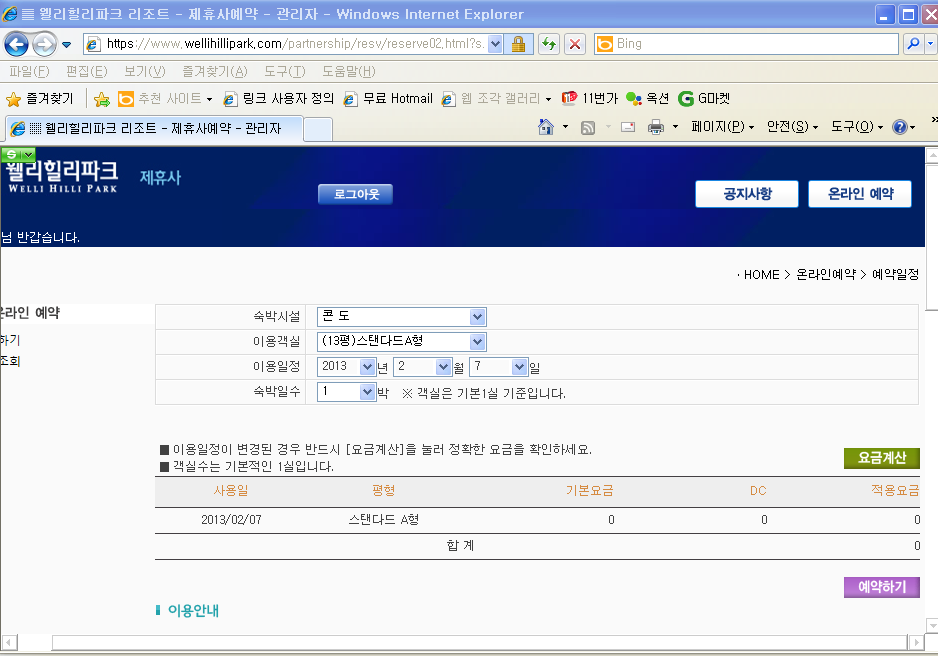 웰리힐리파크 리조트 - 제휴사예약 - 관리자 - Windows Internet Explorer
https://www.wellihillipark.com/partnership/resv/reserve02.html?s. Bing
파일(F) 편집(E) 보기(V) 즐겨찾기(A) 도구(T) 도움말(H)
즐겨찾기 추천 사이트 링크 사용자 정의 무료 Hotmail 웹 조각 갤러리 11번가 옥션 G마켓
웰리힐리파크 리조트 - 제휴사예약 - 관리자 페이지(P) 안전(S) 도구(O)
웰리힐리파크 제휴사
WELLI HILLI PARK
로그아웃 공지사항 온라인 예약
님 반갑습니다.
· HOME > 온라인예약 > 예약일정
온라인 예약
하기
조회
숙박시설 콘 도
이용객실 (13평)스탠다드A형
이용일정 2013 년 2 월 7 일
숙박일수 1 박 ※ 객실은 기본1실 기준입니다.
■ 이용일정이 변경된 경우 반드시 [요금계산]을 눌러 정확한 요금을 확인하세요.
■ 객실수는 기본적인 1실입니다.
요금계산
사용일 평형 기본요금 DC 적용요금
2013/02/07 스탠다드 A형 0 0 0
합 계 0
예약하기
이용안내